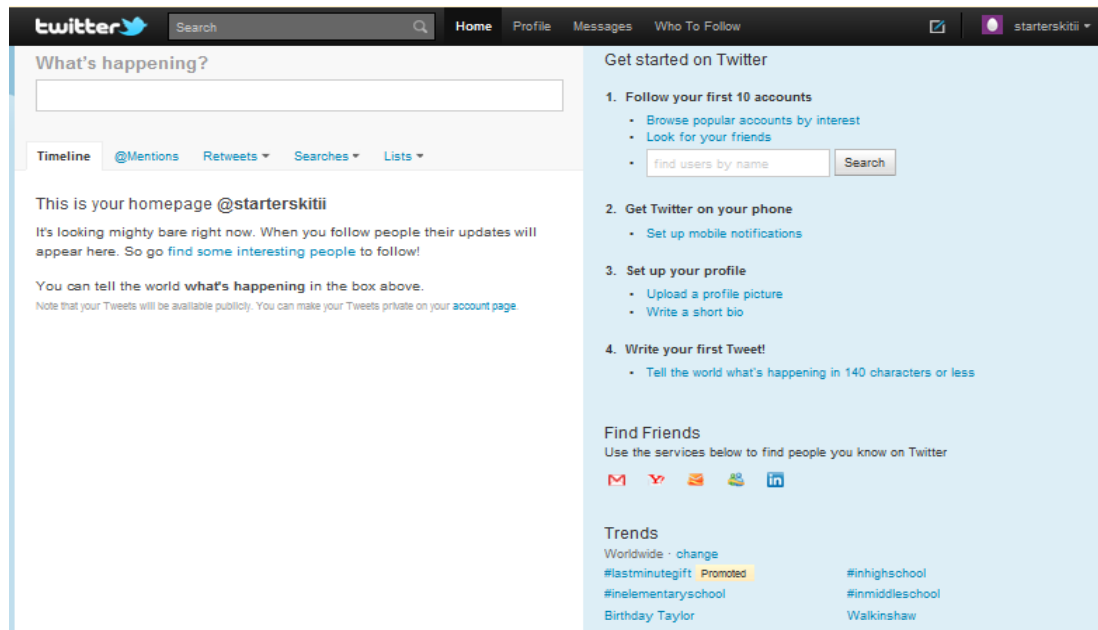 twitter Search Home Profile Messages Who To Follow starterskitii
What's happening?
Timeline @Mentions Retweets Searches Lists
This is your homepage @starterskitii
It's looking mighty bare right now. When you follow people their updates will
appear here. So go find some interesting people to follow!
You can tell the world what's happening in the box above.
Note that your Tweets will be available publicly. You can make your Tweets private on your account page.
Get started on Twitter
1. Follow your first 10 accounts
• Browse popular accounts by interest
• Look for your friends
• find users by name Search
2. Get Twitter on your phone
• Set up mobile notifications
3. Set up your profile
• Upload a profile picture
• Write a short bio
4. Write your first Tweet!
• Tell the world what's happening in 140 characters or less
Find Friends
Use the services below to find people you know on Twitter
Y! in
Trends
Worldwide · change
#lastminutegift Promoted #inhighschool
#inelementaryschool #inmiddleschool
Birthday Taylor Walkinshaw